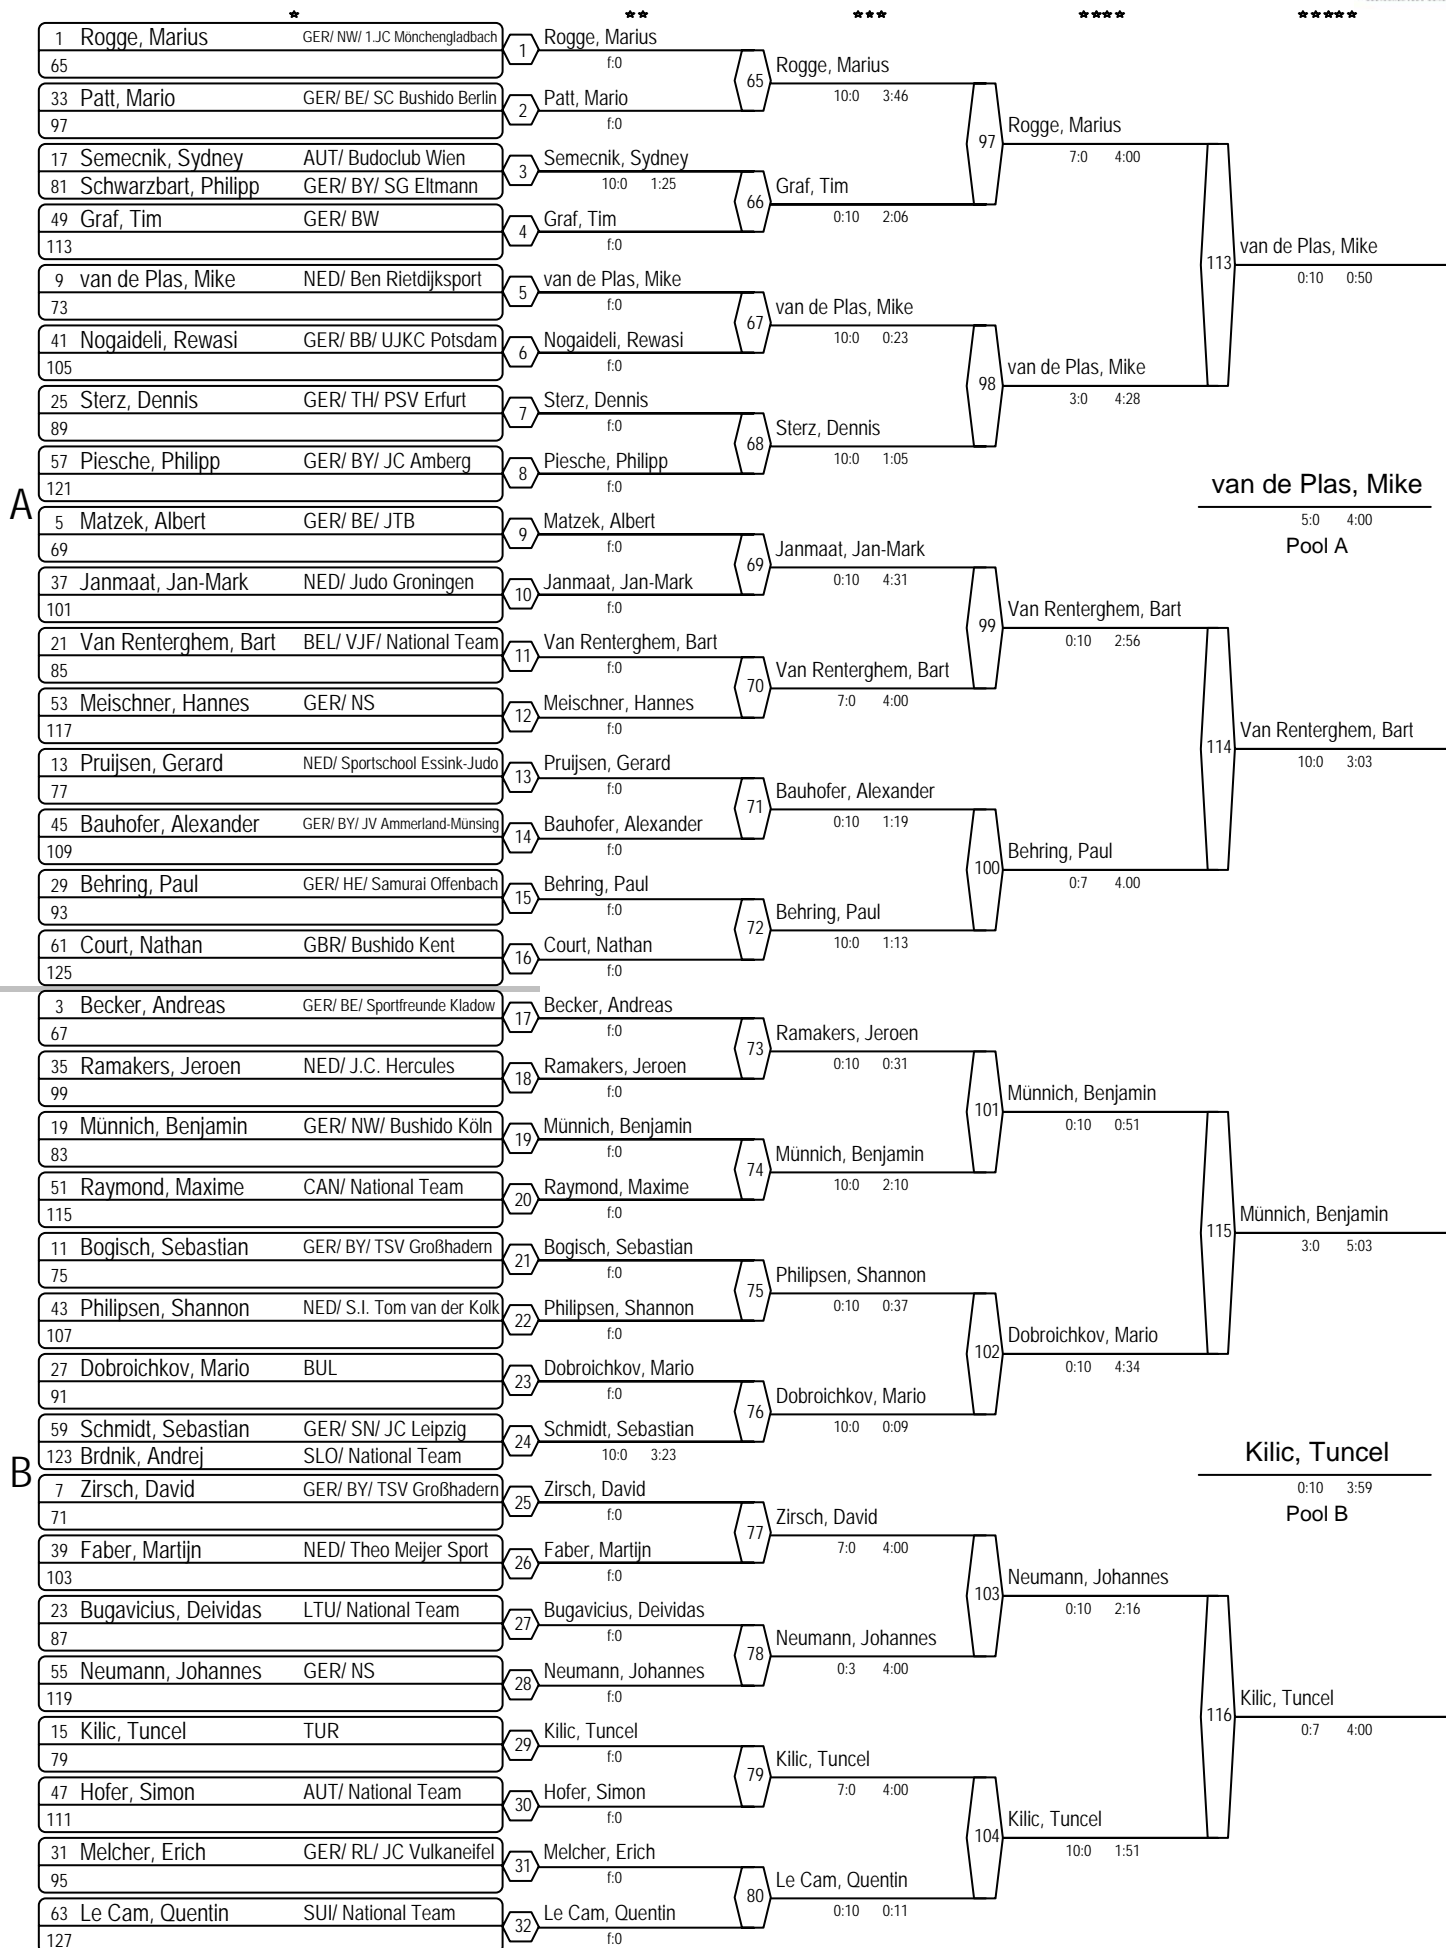 * ** *** **** *****
1 Rogge, Marius GER/ NW/ 1.JC Mönchengladbach
65
1
Rogge, Marius
f:0
33 Patt, Mario GER/ BE/ SC Bushido Berlin
97
2
Patt, Mario
f:0
65
Rogge, Marius
10:0 3:46
17 Semecnik, Sydney AUT/ Budoclub Wien
81 Schwarzbart, Philipp GER/ BY/ SG Eltmann
3
Semecnik, Sydney
10:0 1:25
49 Graf, Tim GER/ BW
113
4
Graf, Tim
f:0
66
Graf, Tim
0:10 2:06
97
Rogge, Marius
7:0 4:00
9 van de Plas, Mike NED/ Ben Rietdijksport
73
5
van de Plas, Mike
f:0
41 Nogaideli, Rewasi GER/ BB/ UJKC Potsdam
105
6
Nogaideli, Rewasi
f:0
67
van de Plas, Mike
10:0 0:23
25 Sterz, Dennis GER/ TH/ PSV Erfurt
89
7
Sterz, Dennis
f:0
57 Piesche, Philipp GER/ BY/ JC Amberg
121
8
Piesche, Philipp
f:0
68
Sterz, Dennis
10:0 1:05
98
van de Plas, Mike
3:0 4:28
113
van de Plas, Mike
0:10 0:50
A
van de Plas, Mike
5:0 4:00
Pool A
5 Matzek, Albert GER/ BE/ JTB
69
9
Matzek, Albert
f:0
37 Janmaat, Jan-Mark NED/ Judo Groningen
101
10
Janmaat, Jan-Mark
f:0
69
Janmaat, Jan-Mark
0:10 4:31
21 Van Renterghem, Bart BEL/ VJF/ National Team
85
11
Van Renterghem, Bart
f:0
53 Meischner, Hannes GER/ NS
117
12
Meischner, Hannes
f:0
70
Van Renterghem, Bart
7:0 4:00
99
Van Renterghem, Bart
0:10 2:56
13 Pruijsen, Gerard NED/ Sportschool Essink-Judo
77
13
Pruijsen, Gerard
f:0
45 Bauhofer, Alexander GER/ BY/ JV Ammerland-Münsing
109
14
Bauhofer, Alexander
f:0
71
Bauhofer, Alexander
0:10 1:19
29 Behring, Paul GER/ HE/ Samurai Offenbach
93
15
Behring, Paul
f:0
61 Court, Nathan GBR/ Bushido Kent
125
16
Court, Nathan
f:0
72
Behring, Paul
10:0 1:13
100
Behring, Paul
0:7 4.00
114
Van Renterghem, Bart
10:0 3:03
3 Becker, Andreas GER/ BE/ Sportfreunde Kladow
67
17
Becker, Andreas
f:0
35 Ramakers, Jeroen NED/ J.C. Hercules
99
18
Ramakers, Jeroen
f:0
73
Ramakers, Jeroen
0:10 0:31
19 Münnich, Benjamin GER/ NW/ Bushido Köln
83
19
Münnich, Benjamin
f:0
51 Raymond, Maxime CAN/ National Team
115
20
Raymond, Maxime
f:0
74
Münnich, Benjamin
10:0 2:10
101
Münnich, Benjamin
0:10 0:51
11 Bogisch, Sebastian GER/ BY/ TSV Großhadern
75
21
Bogisch, Sebastian
f:0
43 Philipsen, Shannon NED/ S.I. Tom van der Kolk
107
22
Philipsen, Shannon
f:0
75
Philipsen, Shannon
0:10 0:37
27 Dobroichkov, Mario BUL
91
23
Dobroichkov, Mario
f:0
59 Schmidt, Sebastian GER/ SN/ JC Leipzig
123 Brdnik, Andrej SLO/ National Team
24
Schmidt, Sebastian
10:0 3:23
76
Dobroichkov, Mario
10:0 0:09
102
Dobroichkov, Mario
0:10 4:34
115
Münnich, Benjamin
3:0 5:03
B
Kilic, Tuncel
0:10 3:59
Pool B
7 Zirsch, David GER/ BY/ TSV Großhadern
71
25
Zirsch, David
f:0
39 Faber, Martijn NED/ Theo Meijer Sport
103
26
Faber, Martijn
f:0
77
Zirsch, David
7:0 4:00
23 Bugavicius, Deividas LTU/ National Team
87
27
Bugavicius, Deividas
f:0
55 Neumann, Johannes GER/ NS
119
28
Neumann, Johannes
f:0
78
Neumann, Johannes
0:3 4:00
103
Neumann, Johannes
0:10 2:16
15 Kilic, Tuncel TUR
79
29
Kilic, Tuncel
f:0
47 Hofer, Simon AUT/ National Team
111
30
Hofer, Simon
f:0
79
Kilic, Tuncel
7:0 4:00
31 Melcher, Erich GER/ RL/ JC Vulkaneifel
95
31
Melcher, Erich
f:0
63 Le Cam, Quentin SUI/ National Team
127
32
Le Cam, Quentin
f:0
80
Le Cam, Quentin
0:10 0:11
104
Kilic, Tuncel
10:0 1:51
116
Kilic, Tuncel
0:7 4:00